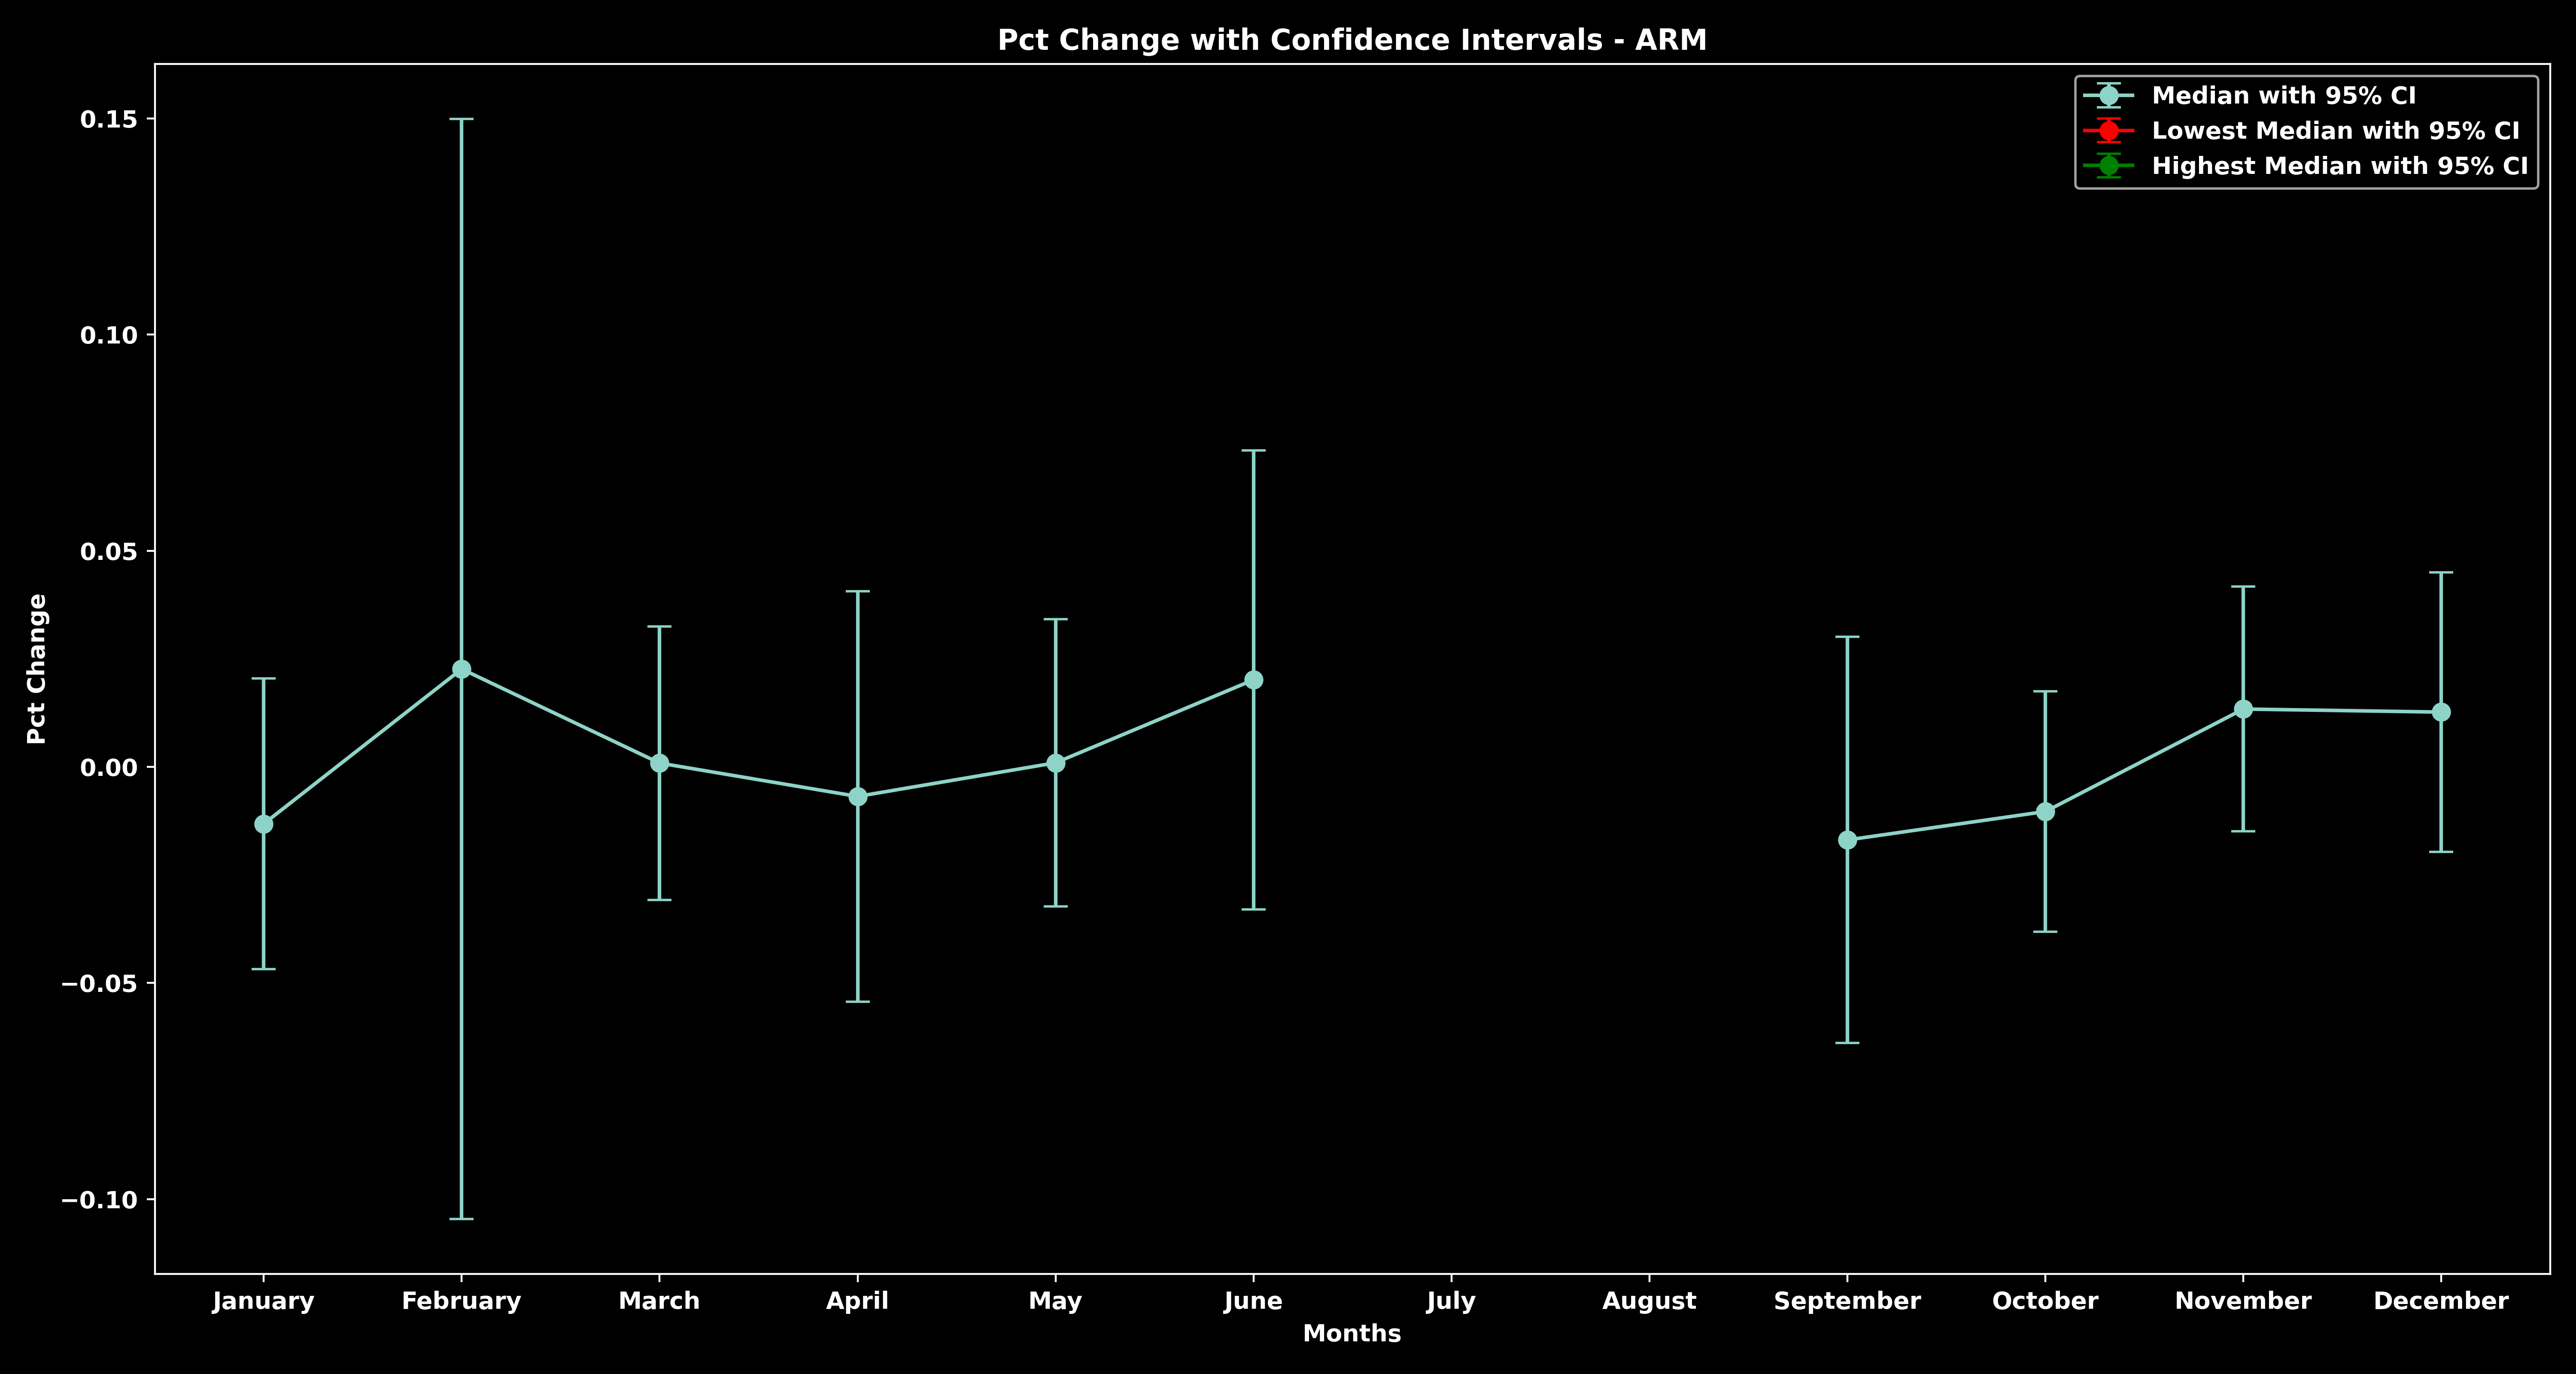 Pct Change with Confidence Intervals - ARM
Median with 95% CI
Lowest Median with 95% CI
Highest Median with 95% CI
0.15
0.10
0.05
0.00
−0.05
−0.10
Pct Change
January February March April May June July August September October November December
Months